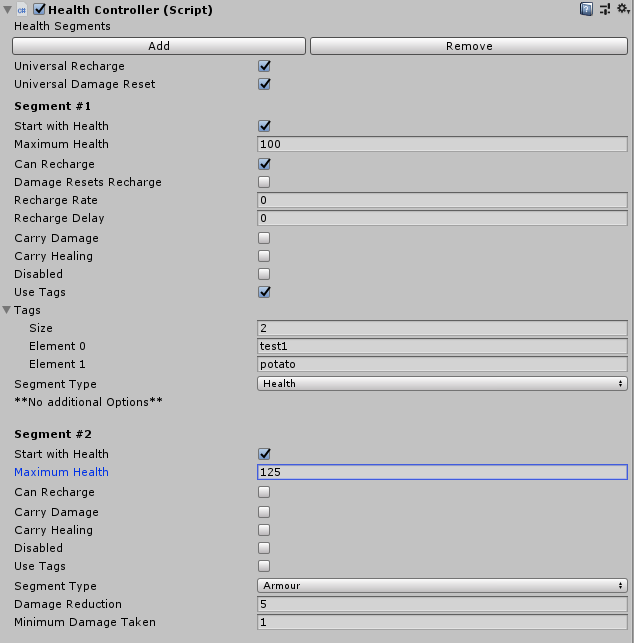 Health Controller (Script)
Health Segments
Add Remove
Universal Recharge
Universal Damage Reset
Segment #1
Start with Health
Maximum Health 100
Can Recharge
Damage Resets Recharge
Recharge Rate 0
Recharge Delay 0
Carry Damage
Carry Healing
Disabled
Use Tags
Tags
Size 2
Element 0 test1
Element 1 potato
Segment Type Health
**No additional Options**
Segment #2
Start with Health
Maximum Health 125
Can Recharge
Carry Damage
Carry Healing
Disabled
Use Tags
Segment Type Armour
Damage Reduction 5
Minimum Damage Taken 1